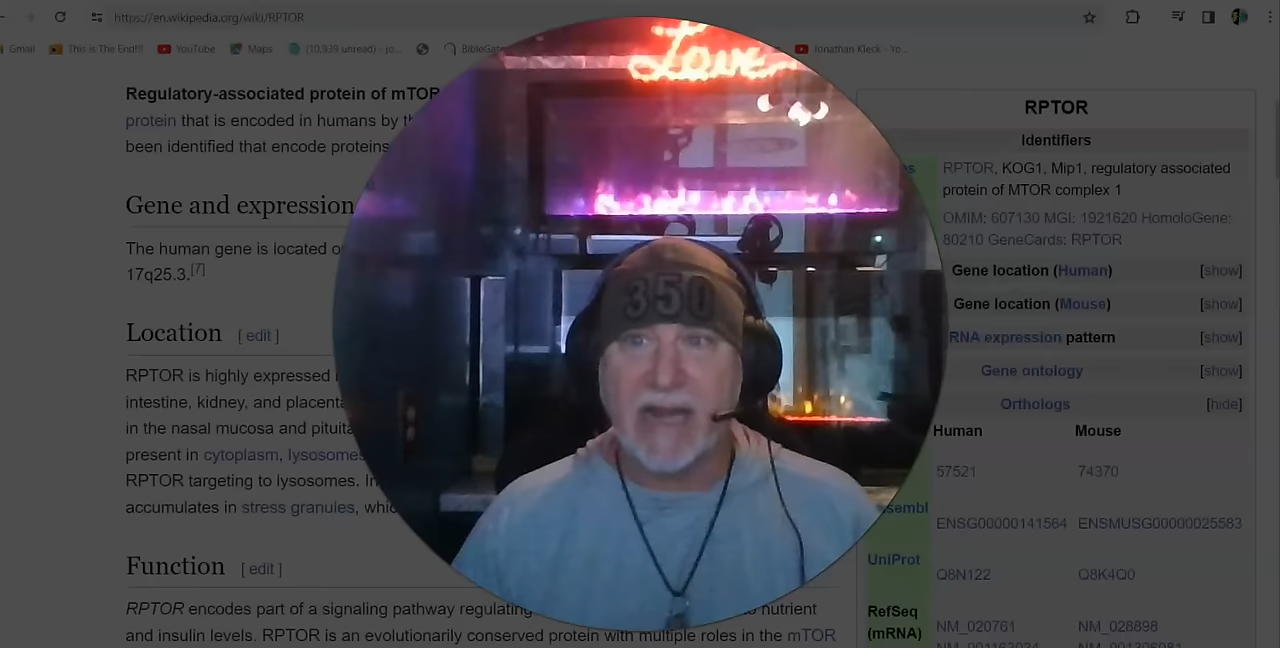 https://en.wikipedia.org/wiki/RPTOR
Gmail
This is The End!!!
YouTube
Maps
(10,939 unread) - jo...
BibleGate
Jonathan Kleck - Yo...
Love
350
Regulatory-associated protein of mTOR
protein that is encoded in humans by th
been identified that encode proteins
Gene and expression
The human gene is located o
17q25.3.[7]
Location [ edit ]
RPTOR is highly expressed i
intestine, kidney, and placenta
in the nasal mucosa and pituita
present in cytoplasm, lysosomes
RPTOR targeting to lysosomes. In
accumulates in stress granules, whic
Function [ edit ]
RPTOR encodes part of a signaling pathway regulating
nutrient
and insulin levels. RPTOR is an evolutionarily conserved protein with multiple roles in the mTOR
RPTOR
Identifiers
RPTOR, KOG1, Mip1, regulatory associated
protein of MTOR complex 1
OMIM: 607130 MGI: 1921620 HomoloGene:
80210 GeneCards: RPTOR
Gene location (Human) [show]
Gene location (Mouse) [show]
RNA expression pattern [show]
Gene ontology [show]
Orthologs [hide]
Human Mouse
57521 74370
sembl
ENSG00000141564 ENSMUSG00000025583
UniProt
Q8N122 Q8K4Q0
RefSeq
(mRNA)
NM_020761 NM_028898